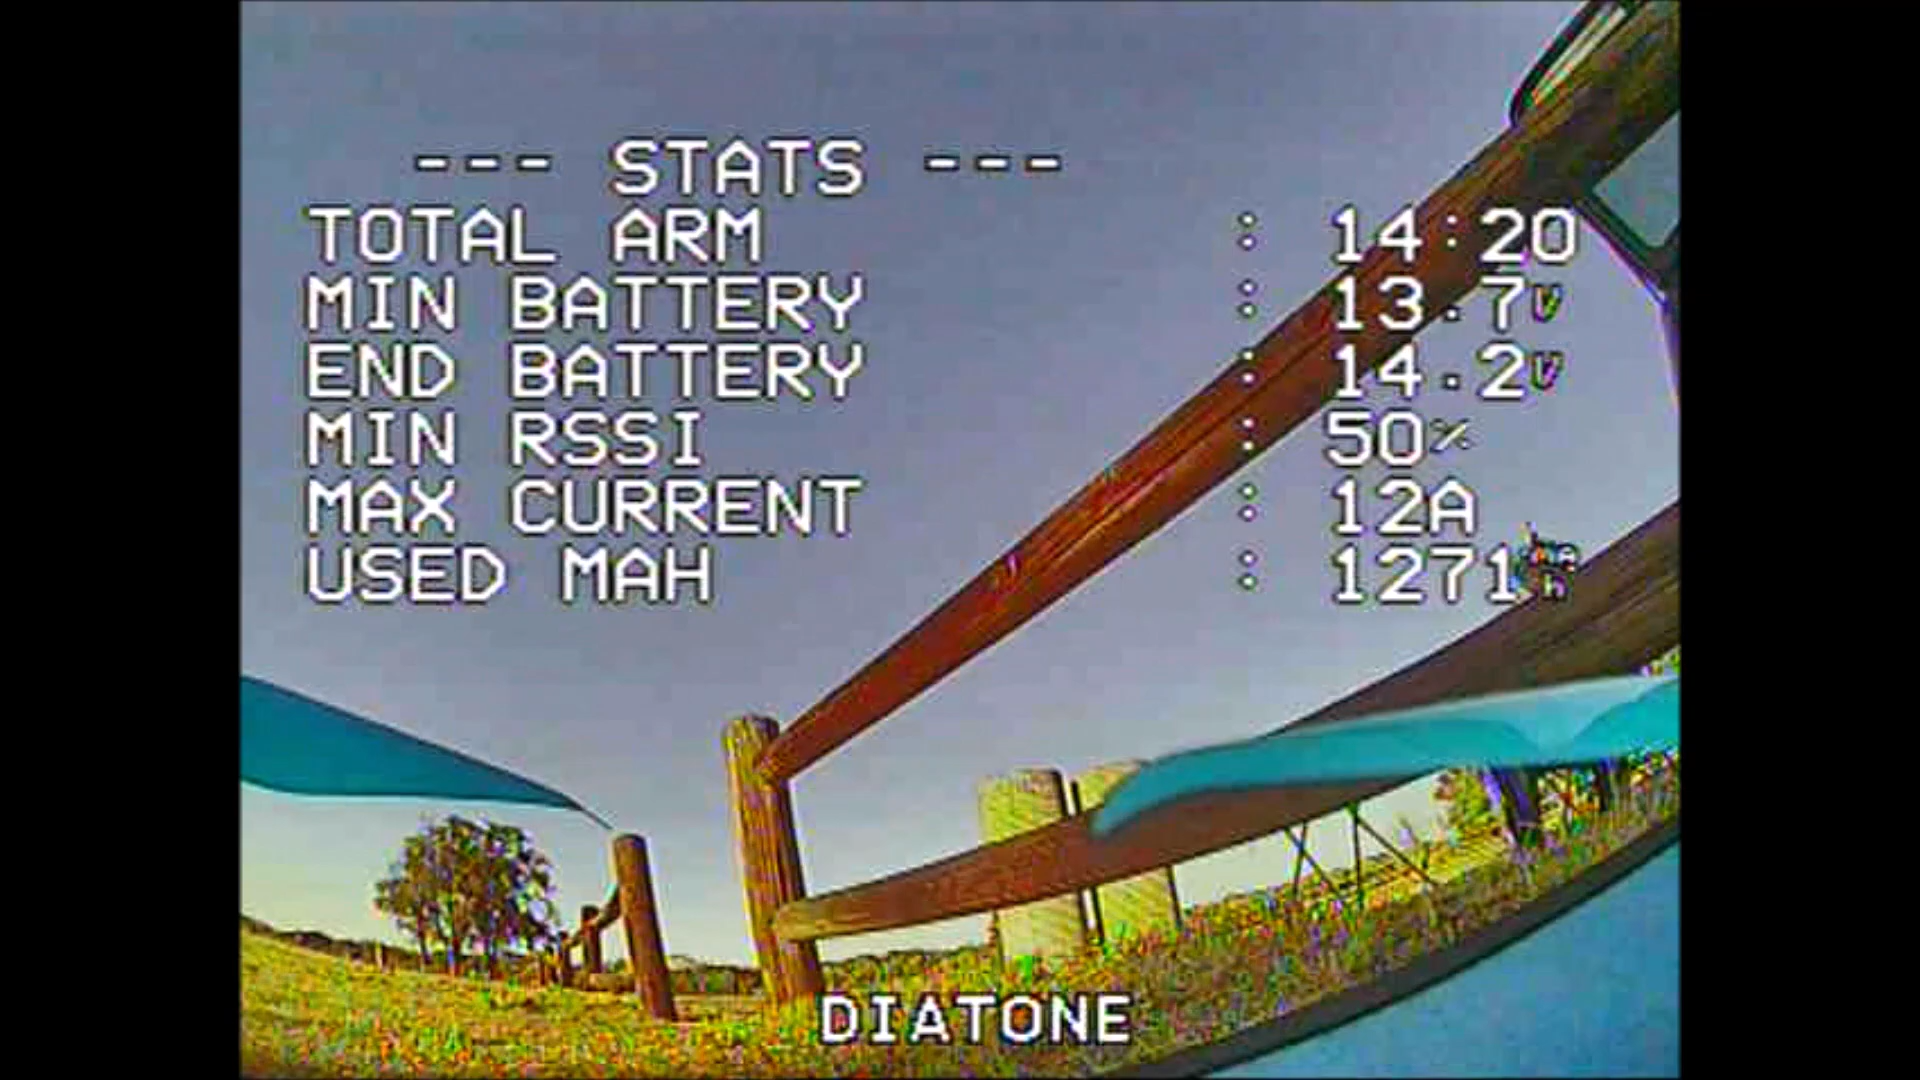 --- STATS ---
TOTAL ARM : 14:20
MIN BATTERY : 13.7V
END BATTERY : 14.2V
MIN RSSI : 50%
MAX CURRENT : 12A
USED MAH : 1271mAh
DIATONE